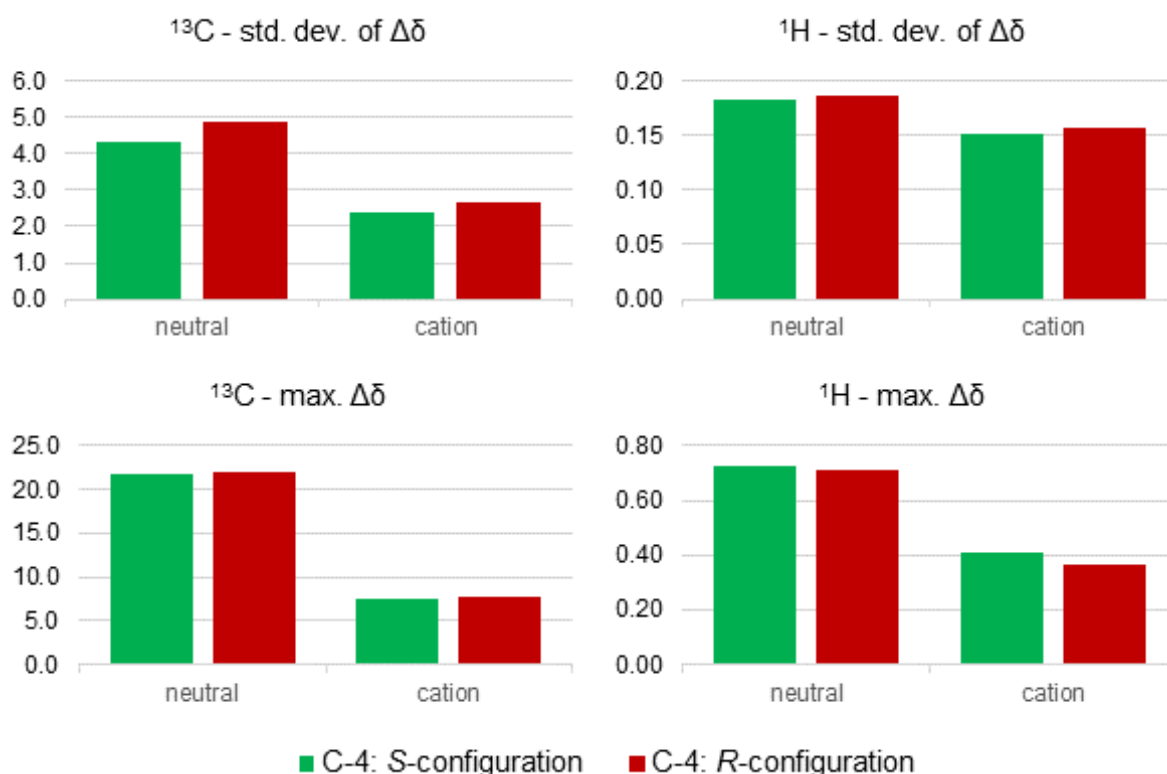 ¹³C - std. dev. of Δδ
6.0
5.0
4.0
3.0
2.0
1.0
0.0
neutral cation
¹H - std. dev. of Δδ
0.20
0.15
0.10
0.05
0.00
neutral cation
¹³C - max. Δδ
25.0
20.0
15.0
10.0
5.0
0.0
neutral cation
¹H - max. Δδ
0.80
0.60
0.40
0.20
0.00
neutral cation
C-4: S-configuration C-4: R-configuration